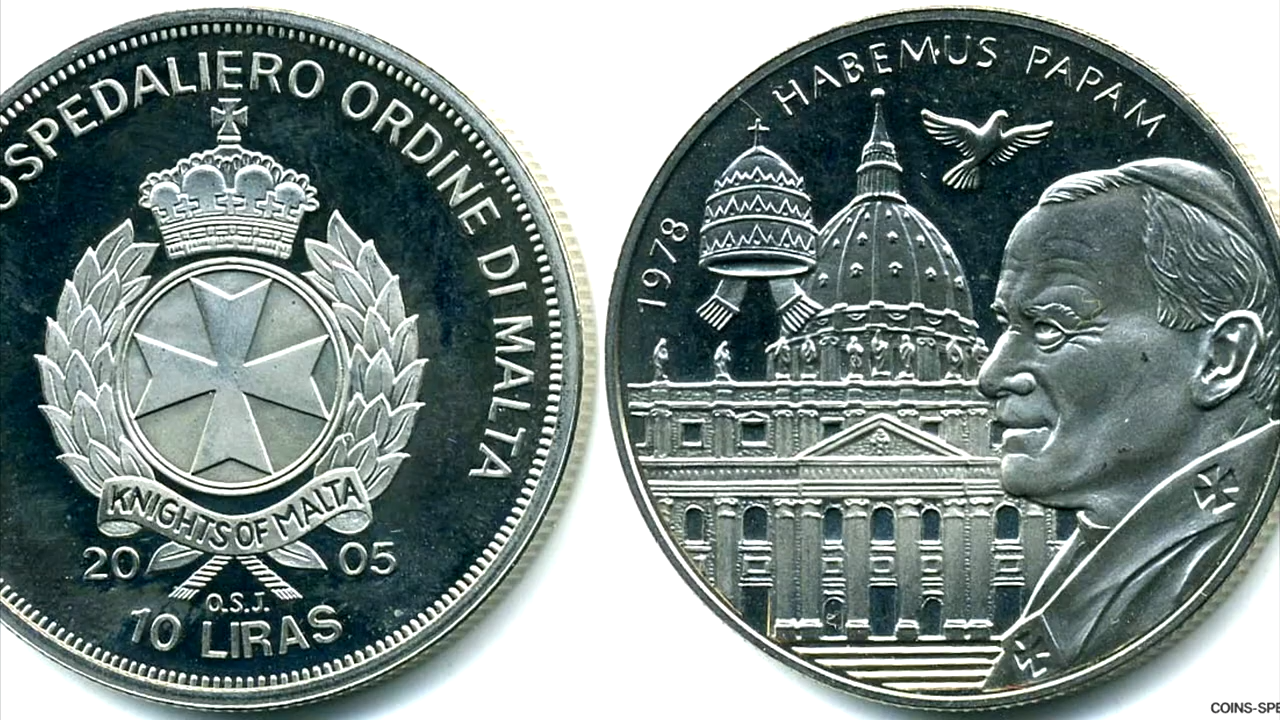 OSPEDALIERO ORDINE DI MALTA
KNIGHTS OF MALTA
20 05
O.S.J.
10 LIRAS
HABEMUS PAPAM
1978
COINS-SPE